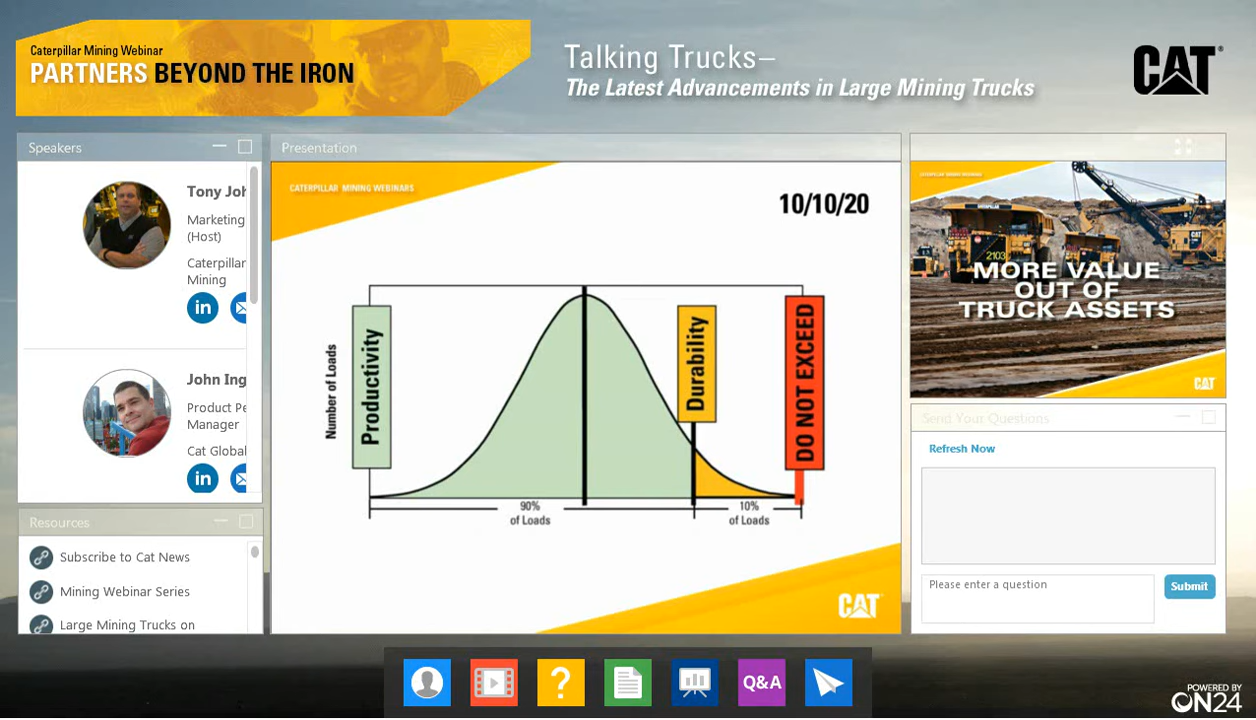 Caterpillar Mining Webinar
PARTNERS BEYOND THE IRON
Talking Trucks–
The Latest Advancements in Large Mining Trucks
CAT®
Speakers
Tony Joh
Marketing
(Host)
Caterpillar
Mining
in
John Ing
Product Pe
Manager
Cat Global
in
Resources
Subscribe to Cat News
Mining Webinar Series
Large Mining Trucks on
Presentation
CATERPILLAR MINING WEBINARS
10/10/20
Number of Loads
Productivity
Durability
DO NOT EXCEED
90%
of Loads
10%
of Loads
CAT
2103
MORE VALUE
OUT OF
TRUCK ASSETS
CAT
Send Your Questions
Refresh Now
Please enter a question
Submit
?
Q&A
POWERED BY
ON24